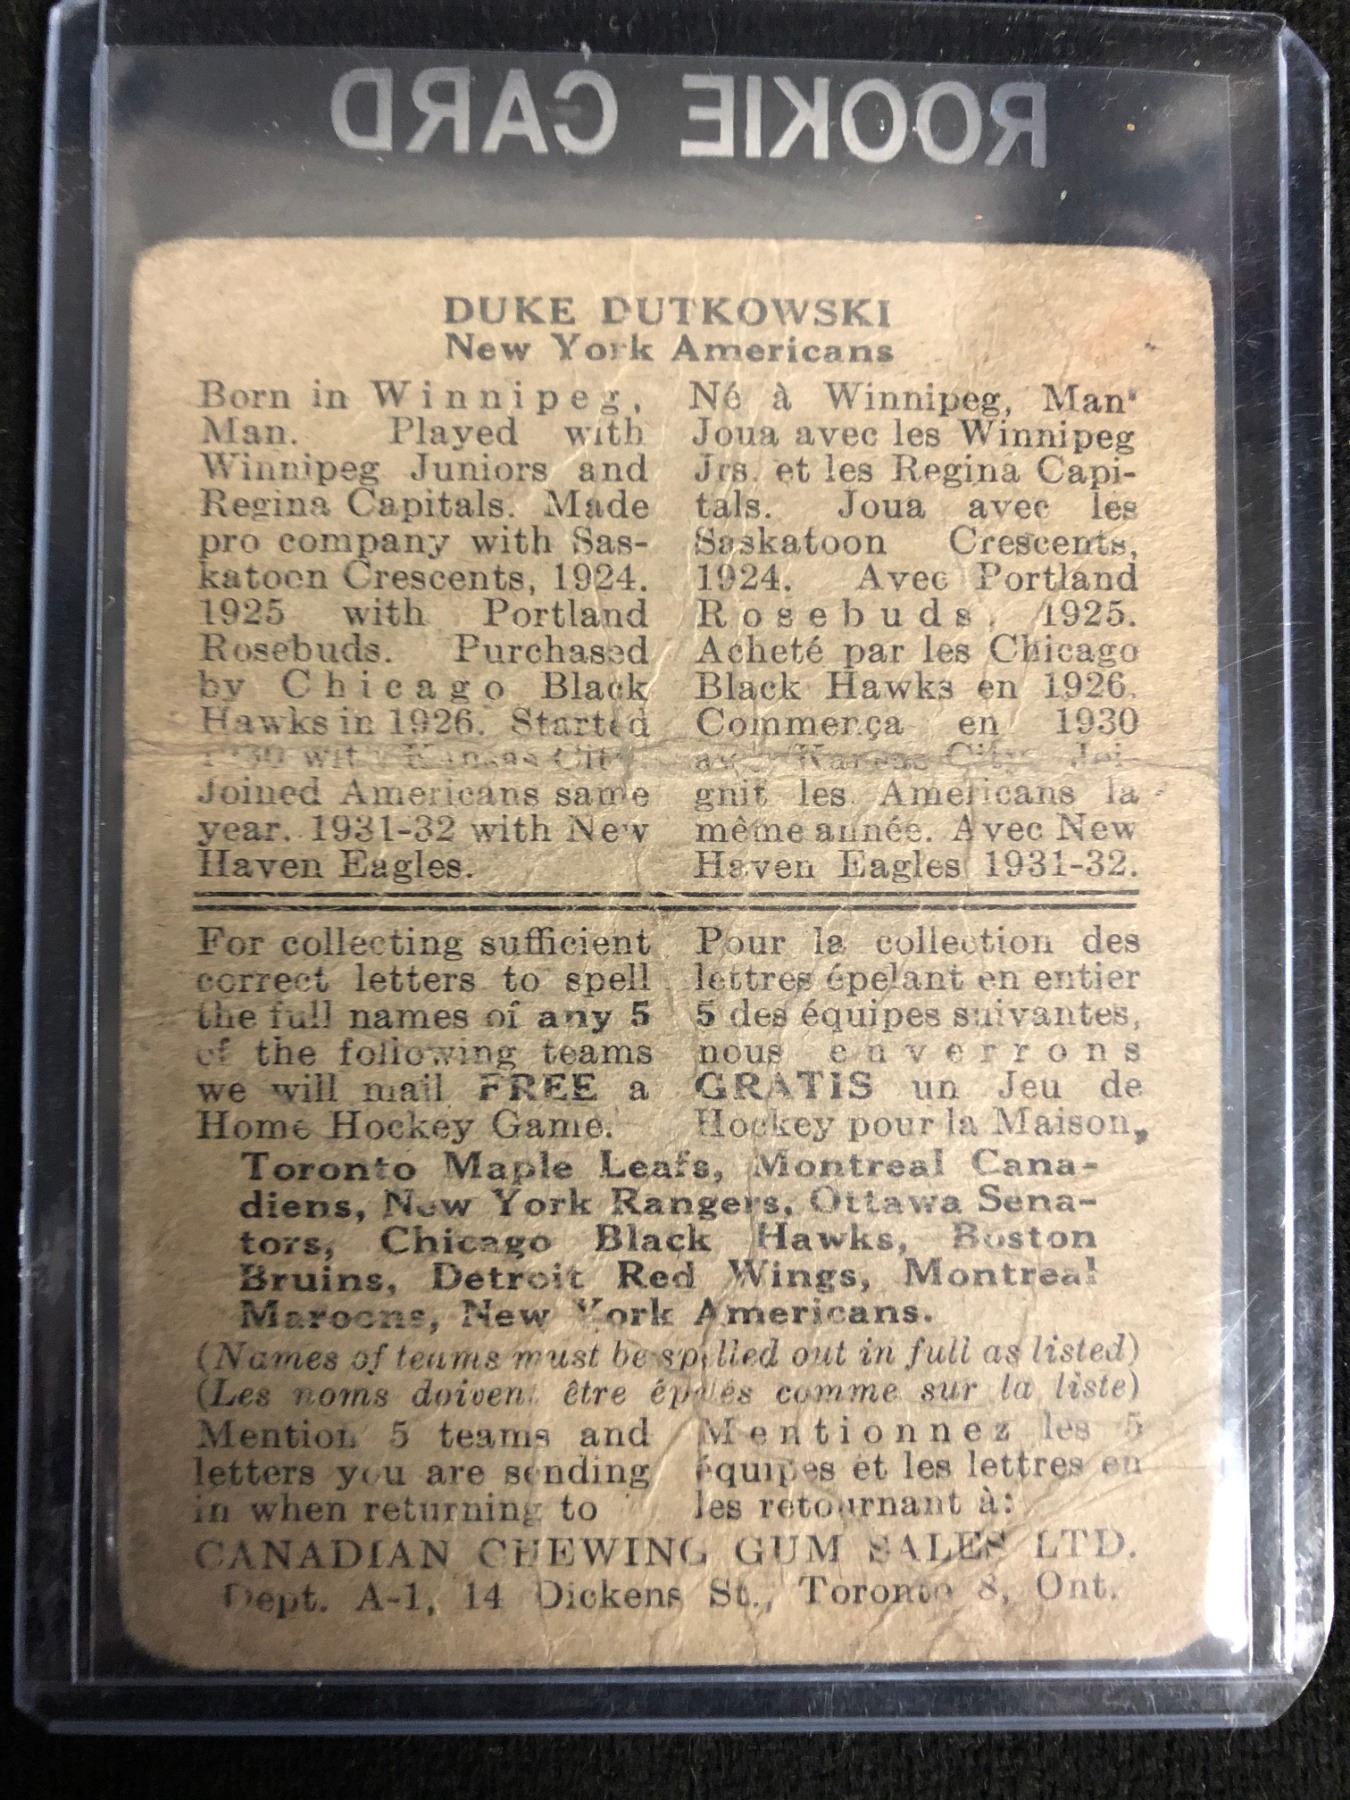 ROOKIE CARD
DUKE DUTKOWSKI
New York Americans
Born in Winnipeg,
Man. Played with
Winnipeg Juniors and
Regina Capitals. Made
pro company with Sas-
katoon Crescents, 1924.
1925 with Portland
Rosebuds. Purchased
by Chicago Black
Hawks in 1926. Started
1930 with Kansas City.
Joined Americans same
year. 1931-32 with New
Haven Eagles.
Né à Winnipeg, Man.
Joua avec les Winnipeg
Jrs. et les Regina Capi-
tals. Joua avec les
Saskatoon Crescents,
1924. Avec Portland
Rosebuds, 1925.
Acheté par les Chicago
Black Hawks en 1926.
Commença en 1930
avec Kansas City. Joi-
gnit les Americans la
même année. Avec New
Haven Eagles 1931-32.
For collecting sufficient
correct letters to spell
the full names of any 5
of the following teams
we will mail FREE a
Home Hockey Game.
Pour la collection des
lettres épelant en entier
5 des équipes suivantes,
nous enverrons
GRATIS un Jeu de
Hockey pour la Maison,
Toronto Maple Leafs, Montreal Cana-
diens, New York Rangers, Ottawa Sena-
tors, Chicago Black Hawks, Boston
Bruins, Detroit Red Wings, Montreal
Maroons, New York Americans.
(Names of teams must be spelled out in full as listed)
(Les noms doivent être épelés comme sur la liste)
Mention 5 teams and
letters you are sending
in when returning to
Mentionnez les 5
équipes et les lettres en
les retournant à:
CANADIAN CHEWING GUM SALES LTD.
Dept. A-1, 14 Dickens St., Toronto 8, Ont.